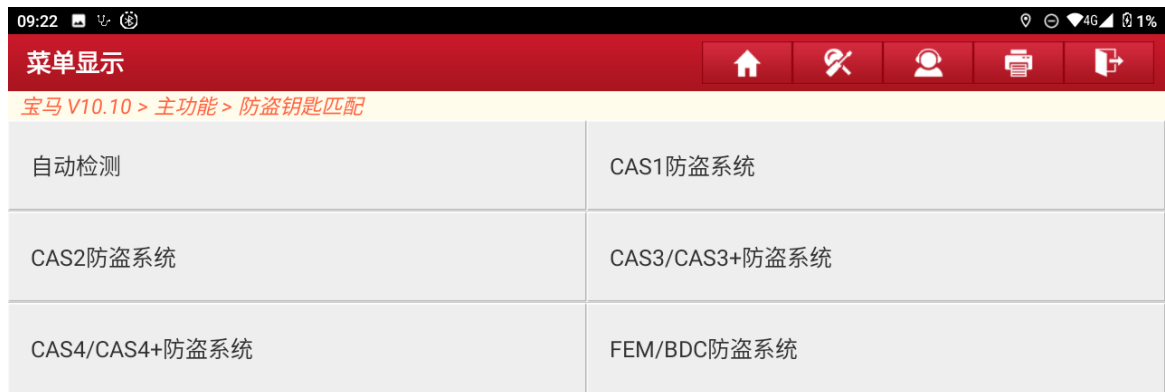 09:22 4G 1%
菜单显示
宝马 V10.10 > 主功能 > 防盗钥匙匹配
自动检测 CAS1防盗系统
CAS2防盗系统 CAS3/CAS3+防盗系统
CAS4/CAS4+防盗系统 FEM/BDC防盗系统